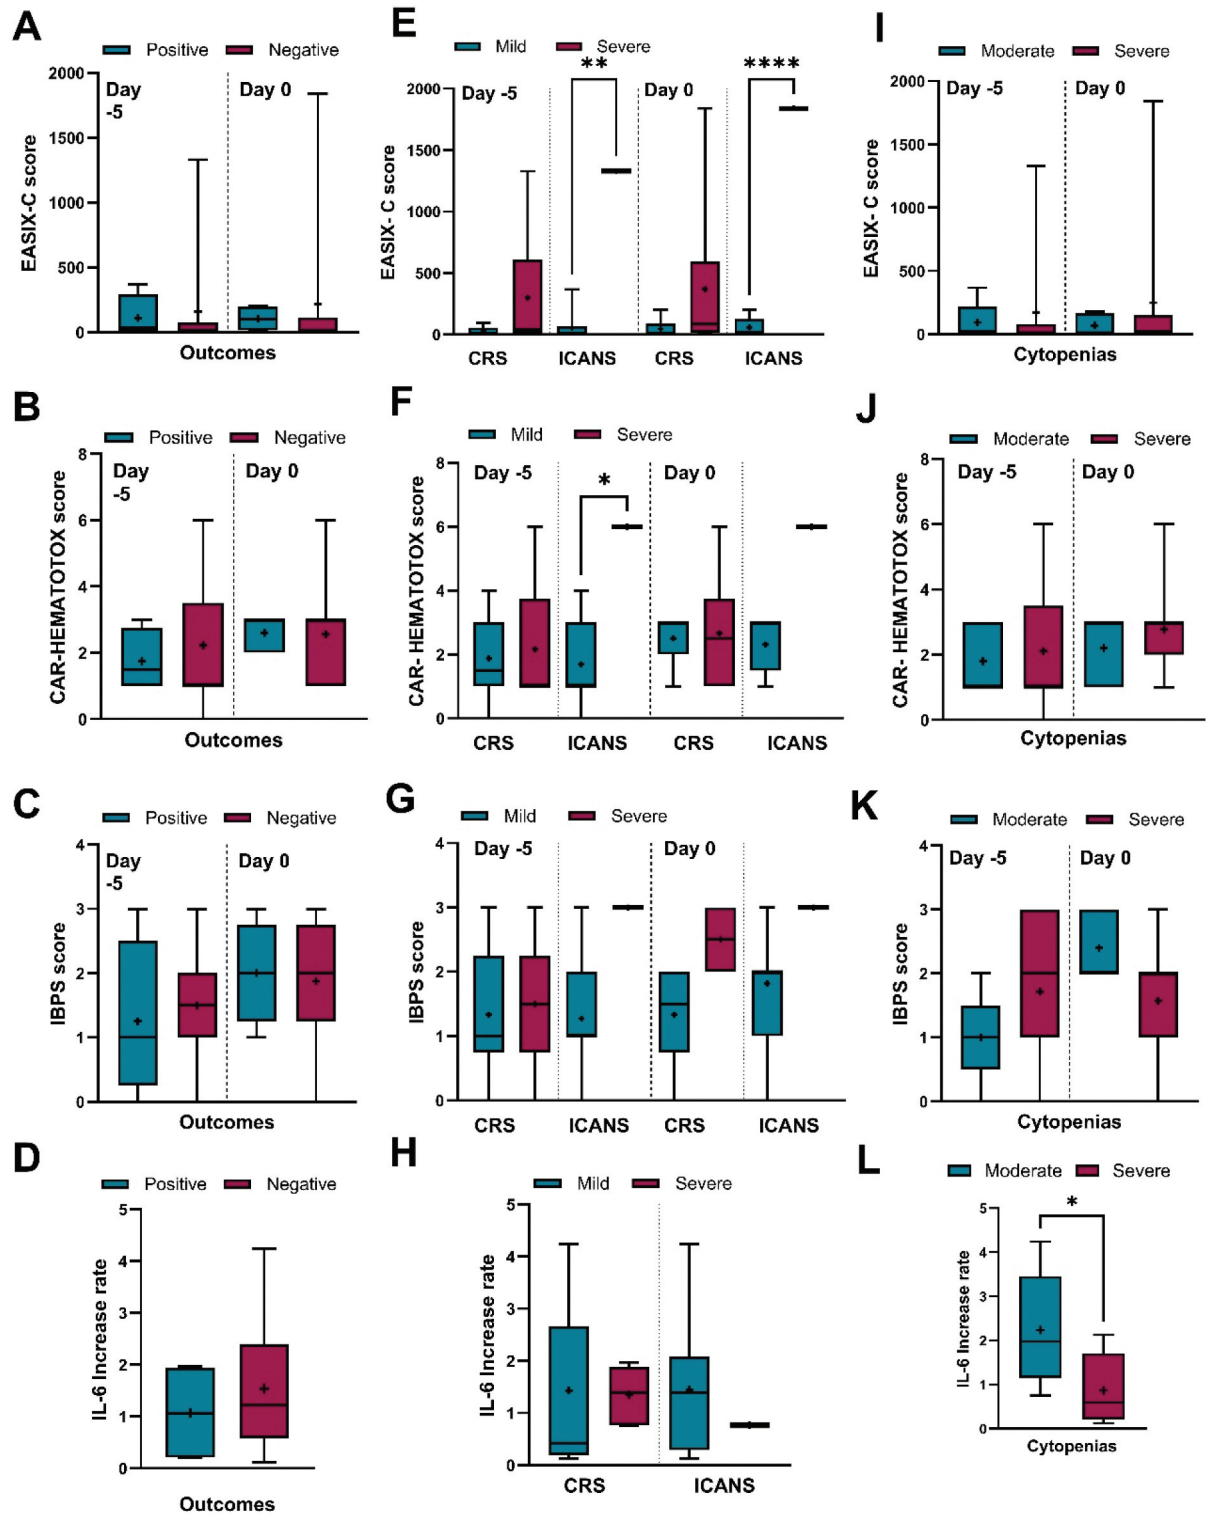 A
Positive Negative
2000
1500
1000
500
0
EASIX-C score
Day
-5
Day 0
Outcomes
E
Mild Severe
2000
1500
1000
500
0
EASIX- C score
Day -5
**
Day 0
****
CRS ICANS CRS ICANS
I
Moderate Severe
2000
1500
1000
500
0
EASIX- C score
Day -5
Day 0
Cytopenias
B
Positive Negative
8
6
4
2
0
CAR-HEMATOTOX score
Day
-5
Day 0
Outcomes
F
Mild Severe
8
6
4
2
0
CAR- HEMATOTOX score
Day -5
*
Day 0
CRS ICANS CRS ICANS
J
Moderate Severe
8
6
4
2
0
CAR- HEMATOTOX score
Day -5
Day 0
Cytopenias
C
Positive Negative
4
3
2
1
0
IBPS score
Day
-5
Day 0
Outcomes
G
Mild Severe
4
3
2
1
0
IBPS score
Day -5
Day 0
CRS ICANS CRS ICANS
K
Moderate Severe
4
3
2
1
0
IBPS score
Day -5
Day 0
Cytopenias
D
Positive Negative
5
4
3
2
1
0
IL-6 Increase rate
Outcomes
H
Mild Severe
5
4
3
2
1
0
IL-6 Increase rate
CRS ICANS
L
Moderate Severe
5
4
3
2
1
0
IL-6 Increase rate
*
Cytopenias